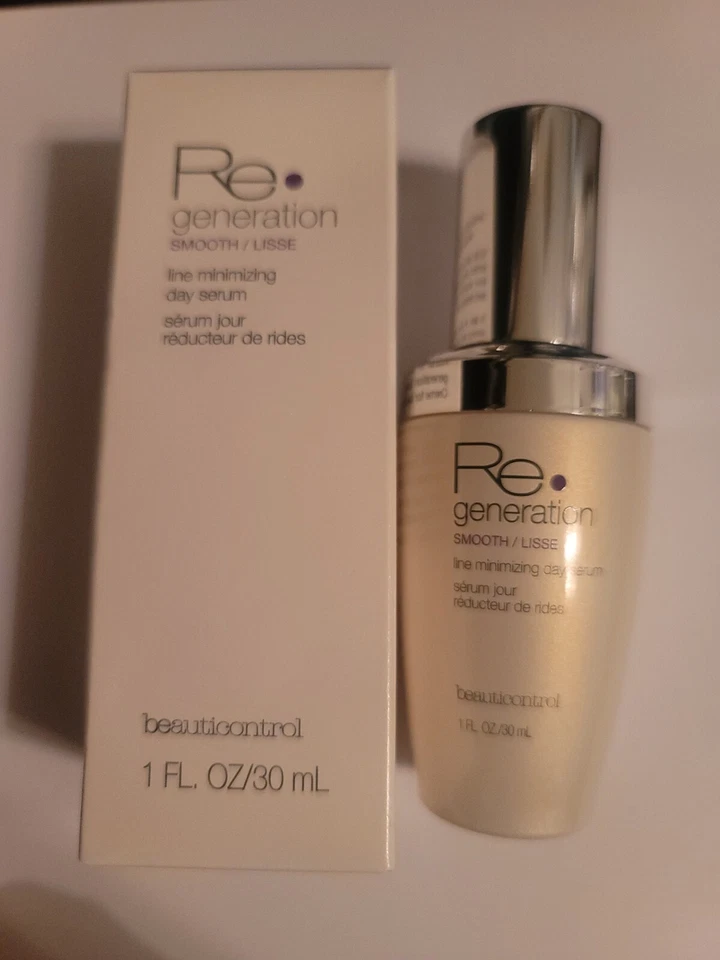 Re•
generation
SMOOTH / LISSE
line minimizing
day serum
sérum jour
réducteur de rides
beauticontrol
1 FL. OZ/30 mL
Re•
generation
SMOOTH / LISSE
line minimizing day serum
sérum jour
réducteur de rides
beauticontrol
1 FL. OZ/30 mL